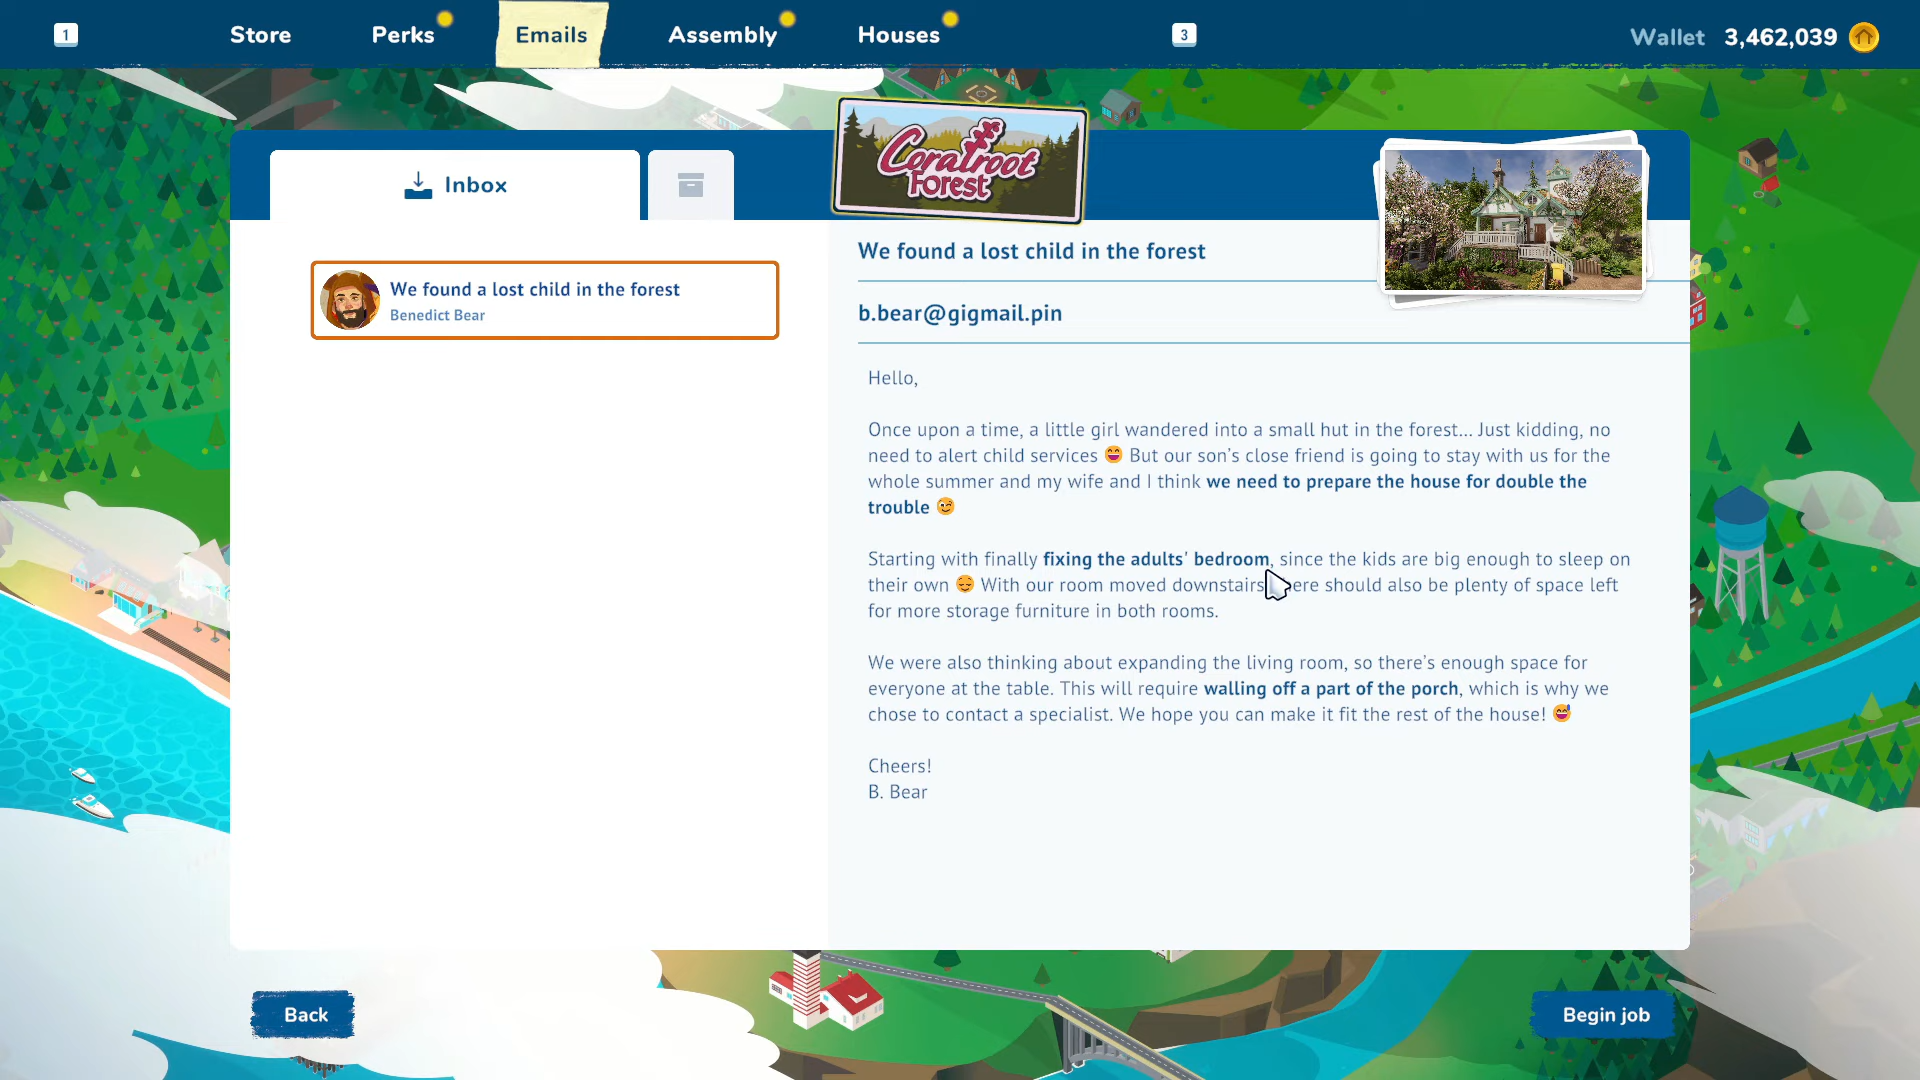 1
Store
Perks
Emails
Assembly
Houses
3
Wallet 3,462,039
Coralroot
Forest
Inbox
We found a lost child in the forest
Benedict Bear
We found a lost child in the forest
b.bear@gigmail.pin
Hello,
Once upon a time, a little girl wandered into a small hut in the forest... Just kidding, no
need to alert child services 😄 But our son's close friend is going to stay with us for the
whole summer and my wife and I think we need to prepare the house for double the
trouble 😉
Starting with finally fixing the adults' bedroom, since the kids are big enough to sleep on
their own 😌 With our room moved downstairs ere should also be plenty of space left
for more storage furniture in both rooms.
We were also thinking about expanding the living room, so there's enough space for
everyone at the table. This will require walling off a part of the porch, which is why we
chose to contact a specialist. We hope you can make it fit the rest of the house! 😅
Cheers!
B. Bear
Back
Begin job